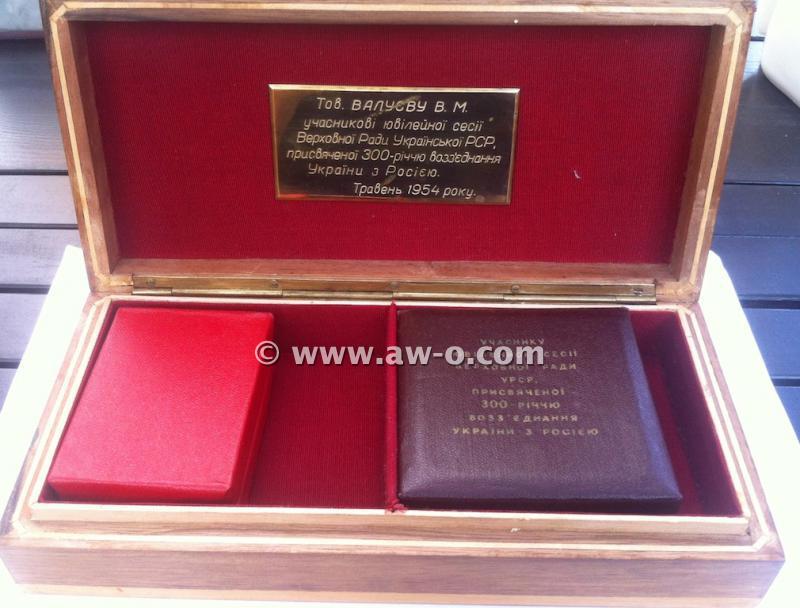 Тов. ВАЛУЄВУ В. М.
учасникові ювілейної сесії
Верховної Ради Української РСР,
присвяченої 300-річчю возз'єднання
України з Росією.
Травень 1954 року.
© www.aw-o.com
УЧАСНИКУ
СЕСІЇ
ВЕРХОВНОЇ РАДИ
УРСР,
ПРИСВЯЧЕНОЇ
300-РІЧЧЮ
ВОЗЗ'ЄДНАННЯ
УКРАЇНИ З РОСІЄЮ